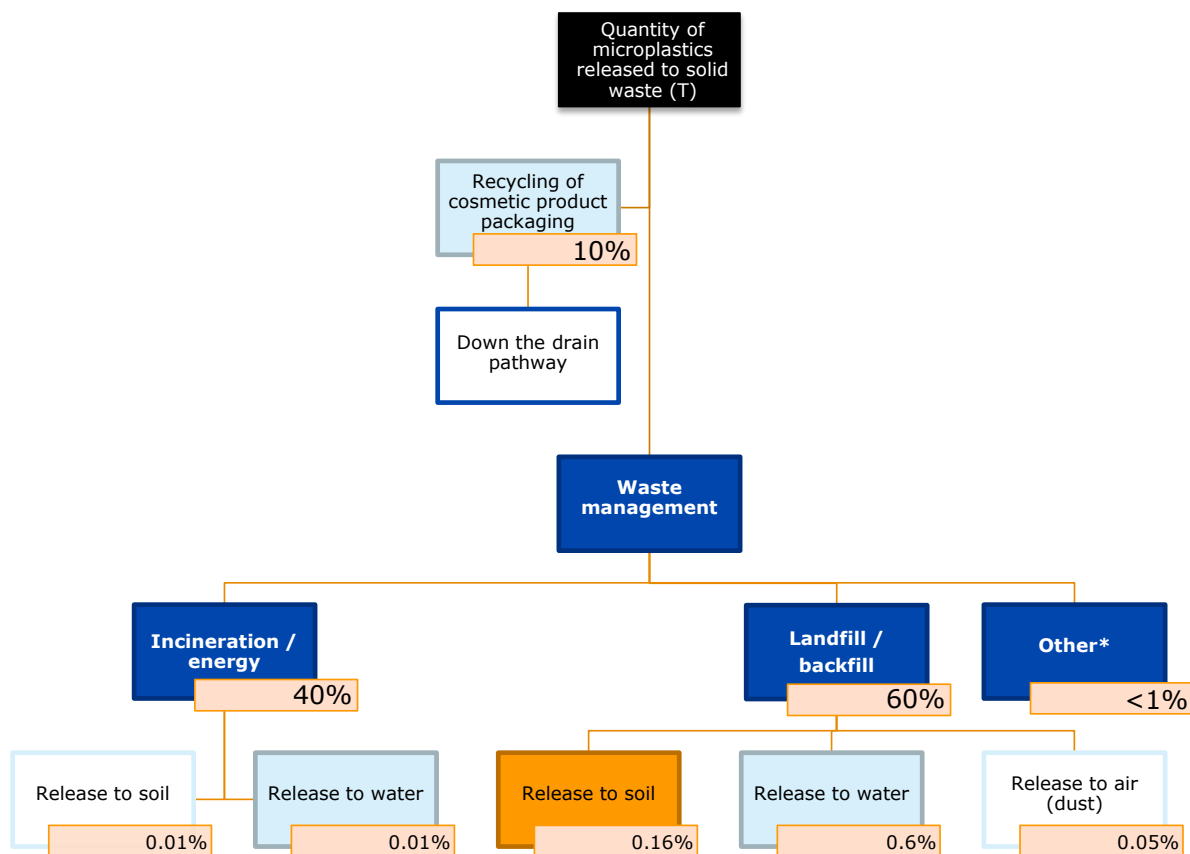 Quantity of
microplastics
released to solid
waste (T)
Recycling of
cosmetic product
packaging
10%
Down the drain
pathway
Waste
management
Incineration /
energy
40%
Landfill /
backfill
60%
Other*
<1%
Release to soil
0.01%
Release to water
0.01%
Release to soil
0.16%
Release to water
0.6%
Release to air
(dust)
0.05%